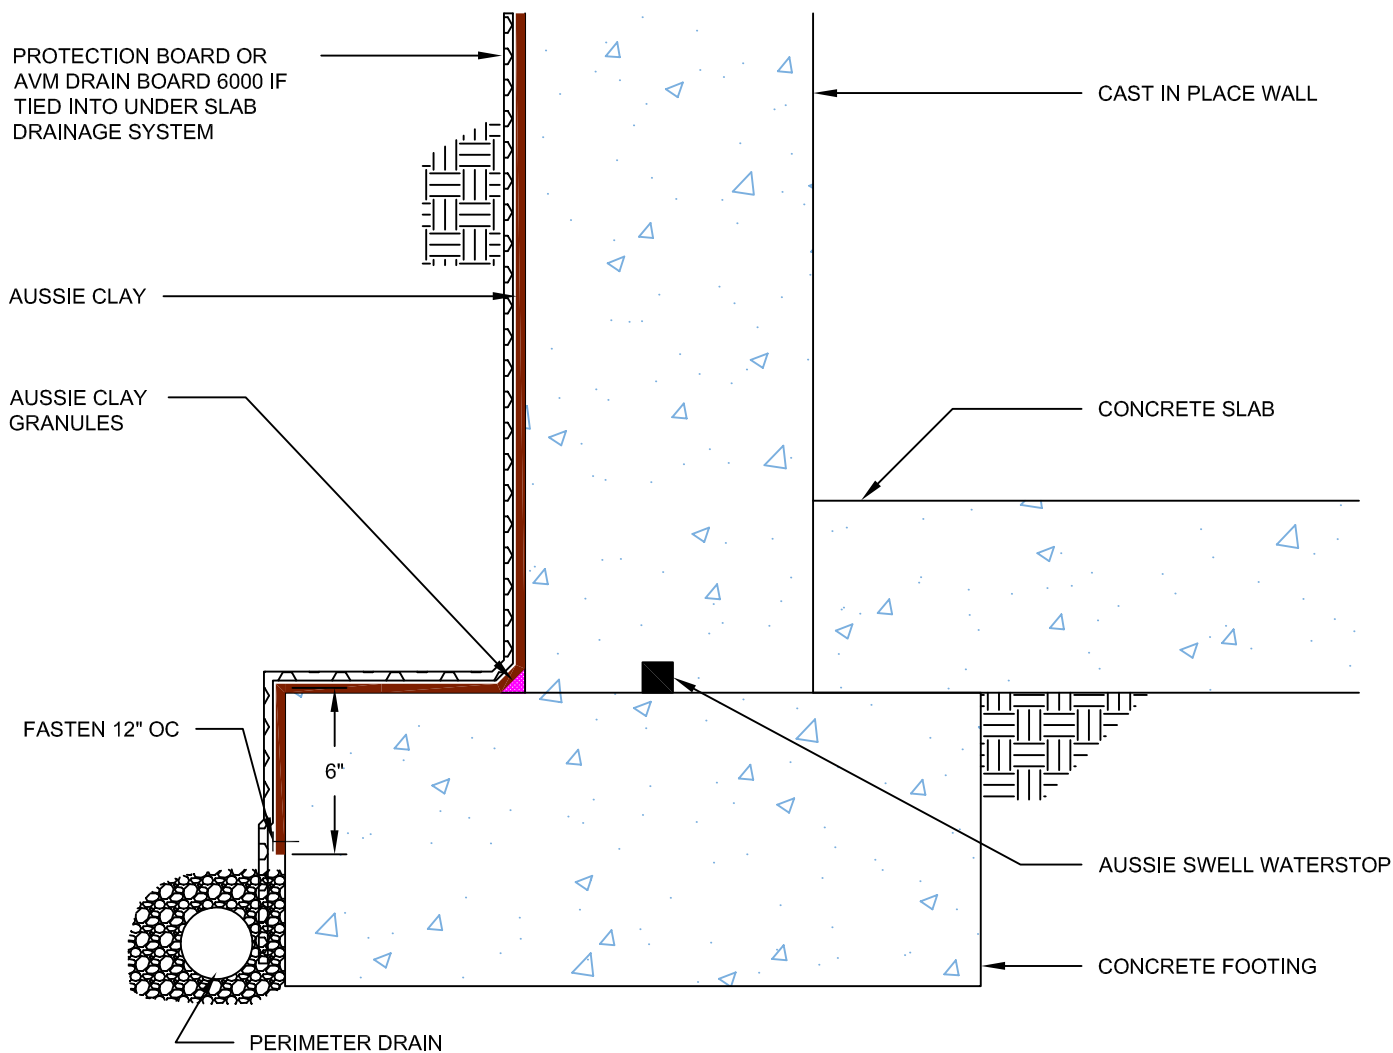 PROTECTION BOARD OR
AVM DRAIN BOARD 6000 IF
TIED INTO UNDER SLAB
DRAINAGE SYSTEM
CAST IN PLACE WALL
AUSSIE CLAY
AUSSIE CLAY
GRANULES
CONCRETE SLAB
FASTEN 12" OC
6"
AUSSIE SWELL WATERSTOP
CONCRETE FOOTING
PERIMETER DRAIN